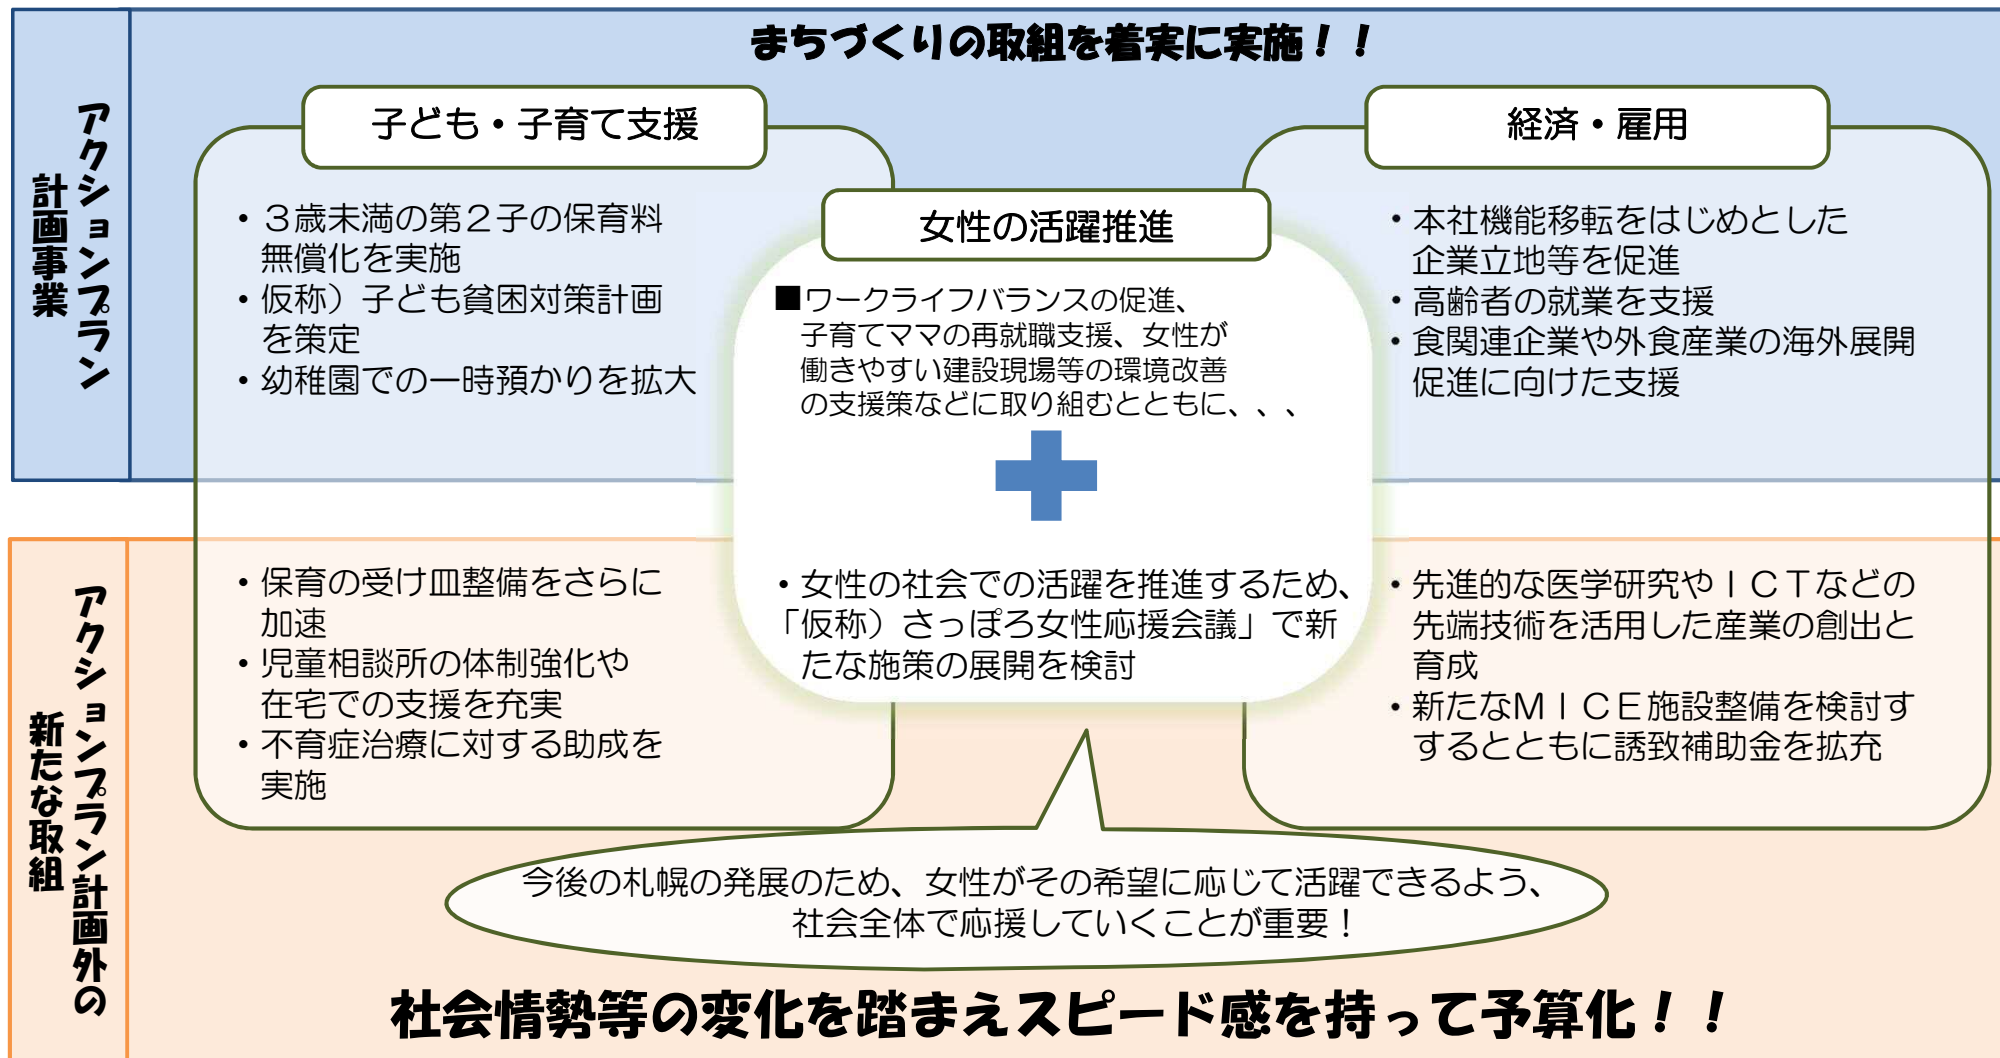 まちづくりの取組を着実に実施！！
アクションプラン
計画事業
子ども・子育て支援
・３歳未満の第２子の保育料
無償化を実施
・仮称）子ども貧困対策計画
を策定
・幼稚園での一時預かりを拡大
女性の活躍推進
■ワークライフバランスの促進、
子育てママの再就職支援、女性が
働きやすい建設現場等の環境改善
の支援策などに取り組むとともに、、、
経済・雇用
・本社機能移転をはじめとした
企業立地等を促進
・高齢者の就業を支援
・食関連企業や外食産業の海外展開
促進に向けた支援
アクションプラン計画外の
新たな取組
・保育の受け皿整備をさらに
加速
・児童相談所の体制強化や
在宅での支援を充実
・不育症治療に対する助成を
実施
・女性の社会での活躍を推進するため、
「仮称）さっぽろ女性応援会議」で新
たな施策の展開を検討
・先進的な医学研究やＩＣＴなどの
先端技術を活用した産業の創出と
育成
・新たなＭＩＣＥ施設整備を検討す
するとともに誘致補助金を拡充
今後の札幌の発展のため、女性がその希望に応じて活躍できるよう、
社会全体で応援していくことが重要！
社会情勢等の変化を踏まえスピード感を持って予算化！！